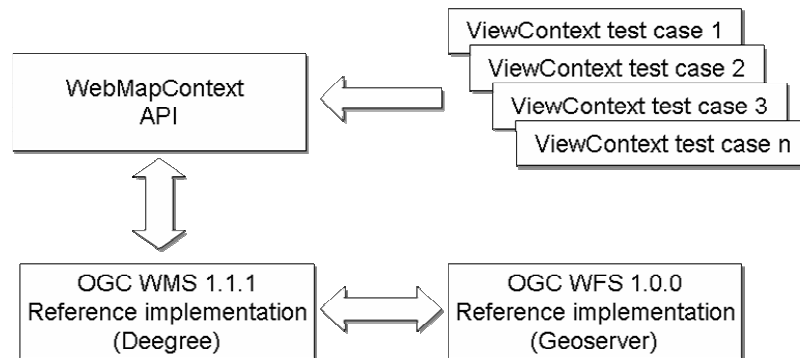 ViewContext test case 1
ViewContext test case 2
ViewContext test case 3
ViewContext test case n
WebMapContext
API
OGC WMS 1.1.1
Reference implementation
(Deegree)
OGC WFS 1.0.0
Reference implementation
(Geoserver)